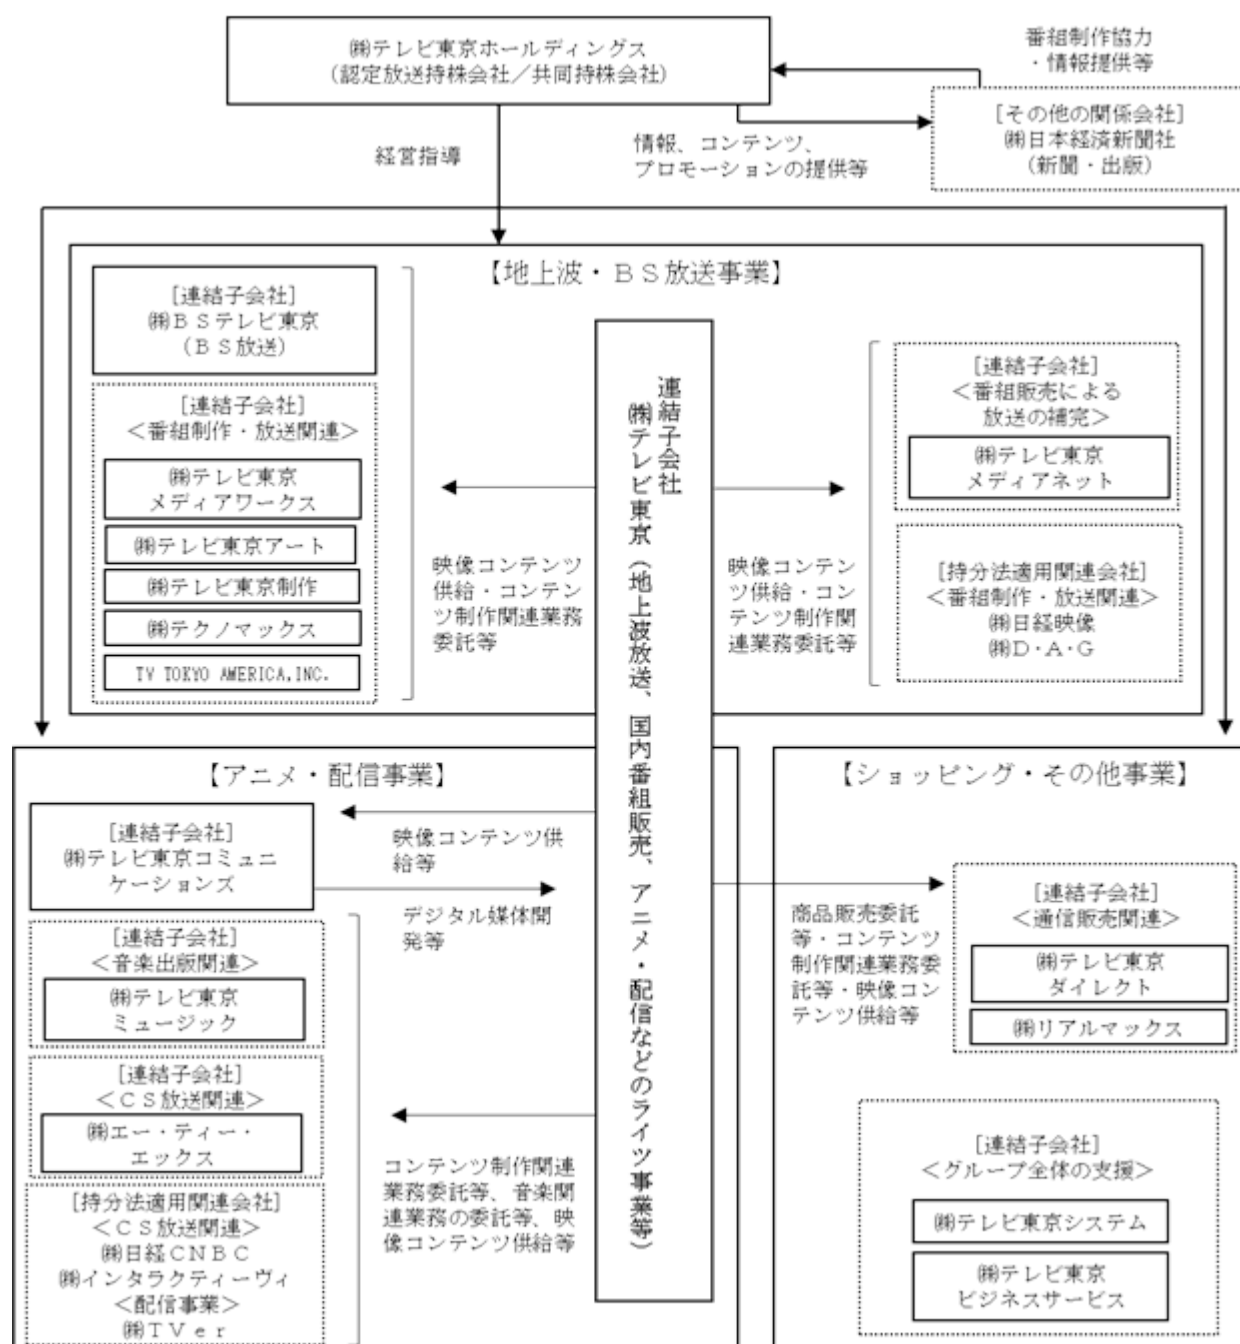 ㈱テレビ東京ホールディングス
(認定放送持株会社／共同持株会社)
番組制作協力
・情報提供等
[その他の関係会社]
㈱日本経済新聞社
(新聞・出版)
経営指導
情報、コンテンツ、
プロモーションの提供等
【地上波・ＢＳ放送事業】
[連結子会社]
㈱ＢＳテレビ東京
(ＢＳ放送)
[連結子会社]
＜番組制作・放送関連＞
㈱テレビ東京
メディアワークス
㈱テレビ東京アート
㈱テレビ東京制作
㈱テクノマックス
TV TOKYO AMERICA,INC.
映像コンテンツ
供給・コンテン
ツ制作関連業務
委託等
連結子会社
㈱テレビ東京（地上波放送、国内番組販売、アニメ・配信などのライツ事業等）
映像コンテン
ツ供給・コン
テンツ制作関
連業務委託等
[連結子会社]
＜番組販売による
放送の補完＞
㈱テレビ東京
メディアネット
[持分法適用関連会社]
＜番組制作・放送関連＞
㈱日経映像
㈱Ｄ・Ａ・Ｇ
【アニメ・配信事業】
[連結子会社]
㈱テレビ東京コミュニ
ケーションズ
映像コンテンツ供
給等
デジタル媒体開
発等
[連結子会社]
＜音楽出版関連＞
㈱テレビ東京
ミュージック
[連結子会社]
＜ＣＳ放送関連＞
㈱エー・ティー・
エックス
[持分法適用関連会社]
＜ＣＳ放送関連＞
㈱日経ＣＮＢＣ
㈱インタラクティーヴィ
＜配信事業＞
㈱ＴＶｅｒ
コンテンツ制作関連
業務委託等、音楽関
連業務の委託等、映
像コンテンツ供給等
【ショッピング・その他事業】
商品販売委託
等・コンテンツ
制作関連業務委
託等・映像コン
テンツ供給等
[連結子会社]
＜通信販売関連＞
㈱テレビ東京
ダイレクト
㈱リアルマックス
[連結子会社]
＜グループ全体の支援＞
㈱テレビ東京システム
㈱テレビ東京
ビジネスサービス